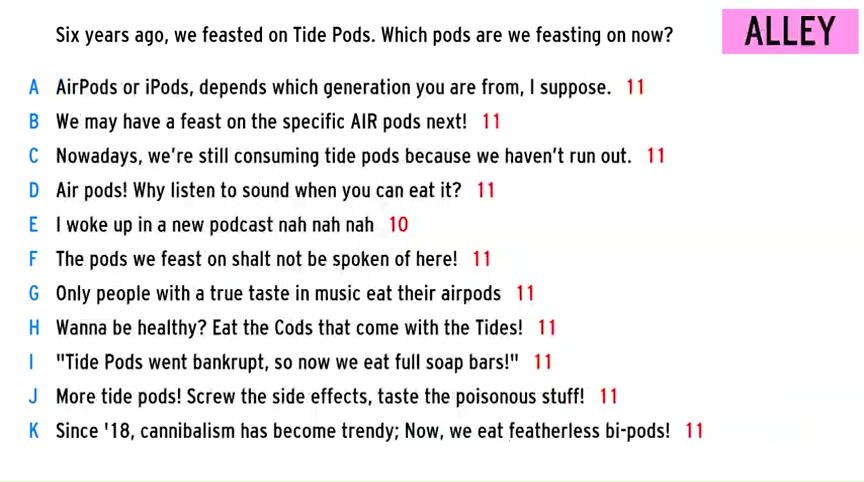 Six years ago, we feasted on Tide Pods. Which pods are we feasting on now?
ALLEY
A AirPods or iPods, depends which generation you are from, I suppose. 11
B We may have a feast on the specific AIR pods next! 11
C Nowadays, we're still consuming tide pods because we haven't run out. 11
D Air pods! Why listen to sound when you can eat it? 11
E I woke up in a new podcast nah nah nah 10
F The pods we feast on shalt not be spoken of here! 11
G Only people with a true taste in music eat their airpods 11
H Wanna be healthy? Eat the Cods that come with the Tides! 11
I "Tide Pods went bankrupt, so now we eat full soap bars!" 11
J More tide pods! Screw the side effects, taste the poisonous stuff! 11
K Since '18, cannibalism has become trendy; Now, we eat featherless bi-pods! 11